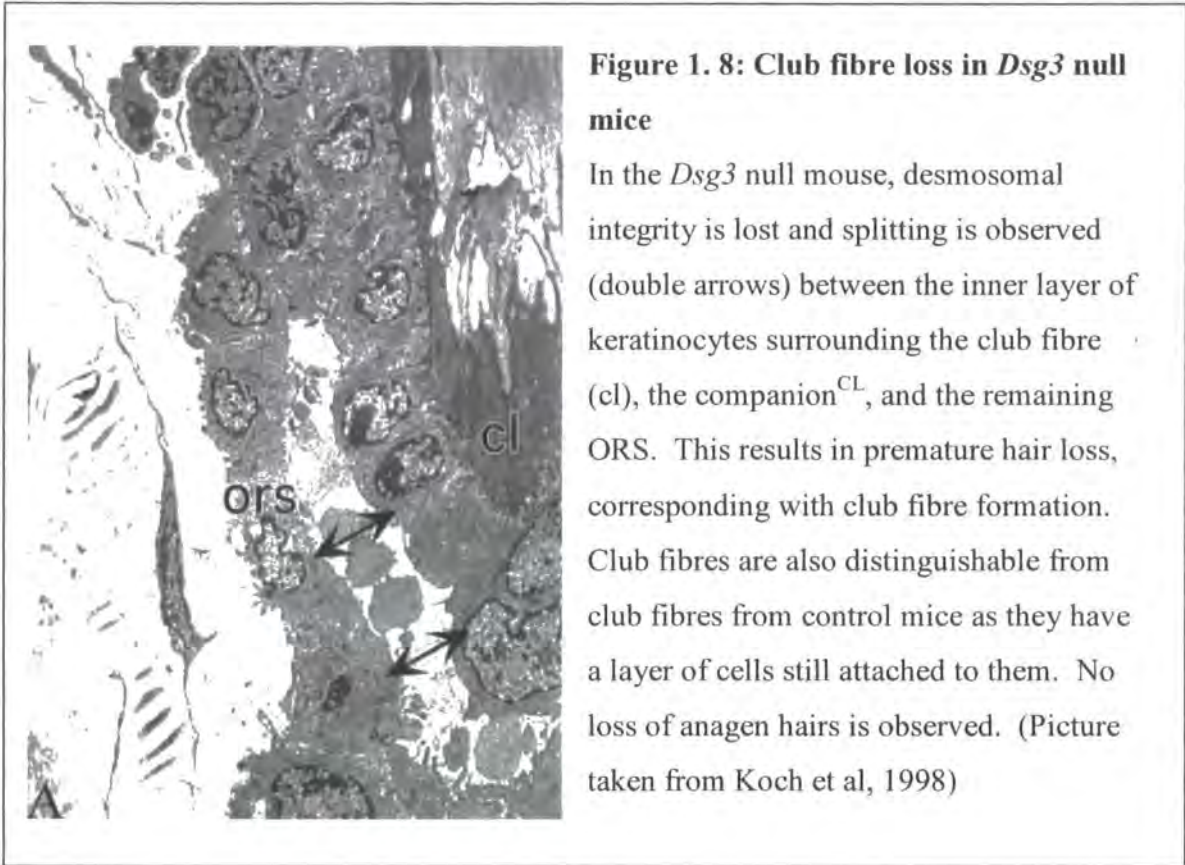 Figure 1. 8: Club fibre loss in Dsg3 null
mice
In the Dsg3 null mouse, desmosomal
integrity is lost and splitting is observed
(double arrows) between the inner layer of
keratinocytes surrounding the club fibre
(cl), the companionᶜᴸ, and the remaining
ORS. This results in premature hair loss,
corresponding with club fibre formation.
Club fibres are also distinguishable from
club fibres from control mice as they have
a layer of cells still attached to them. No
loss of anagen hairs is observed. (Picture
taken from Koch et al, 1998)
cl
ors
A